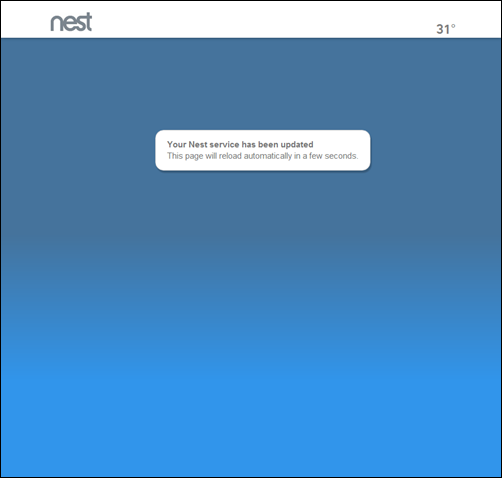 nest
31°
Your Nest service has been updated
This page will reload automatically in a few seconds.